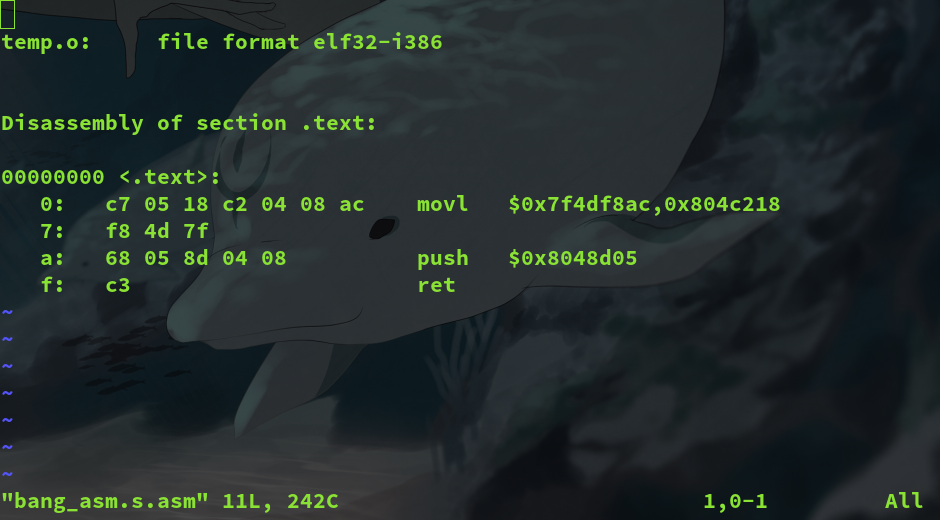 temp.o:     file format elf32-i386
Disassembly of section .text:
00000000 <.text>:
   0:   c7 05 18 c2 04 08 ac    movl   $0x7f4df8ac,0x804c218
   7:   f8 4d 7f
   a:   68 05 8d 04 08          push   $0x8048d05
   f:   c3                      ret
~
~
~
~
~
~
~
"bang_asm.s.asm" 11L, 242C                            1,0-1         All